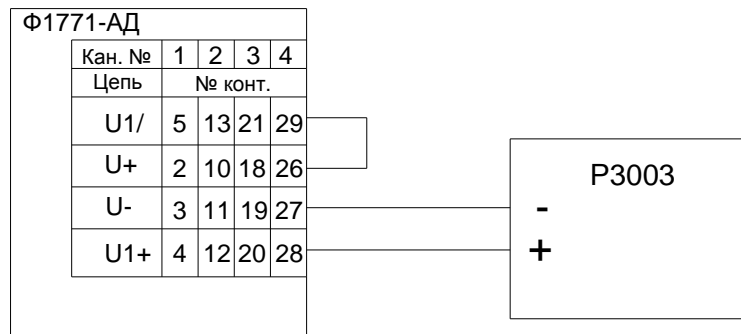 Ф1771-АД
Кан. № 1 2 3 4
Цепь № конт.
U1/ 5 13 21 29
U+ 2 10 18 26
U- 3 11 19 27
U1+ 4 12 20 28
Р3003
-
+